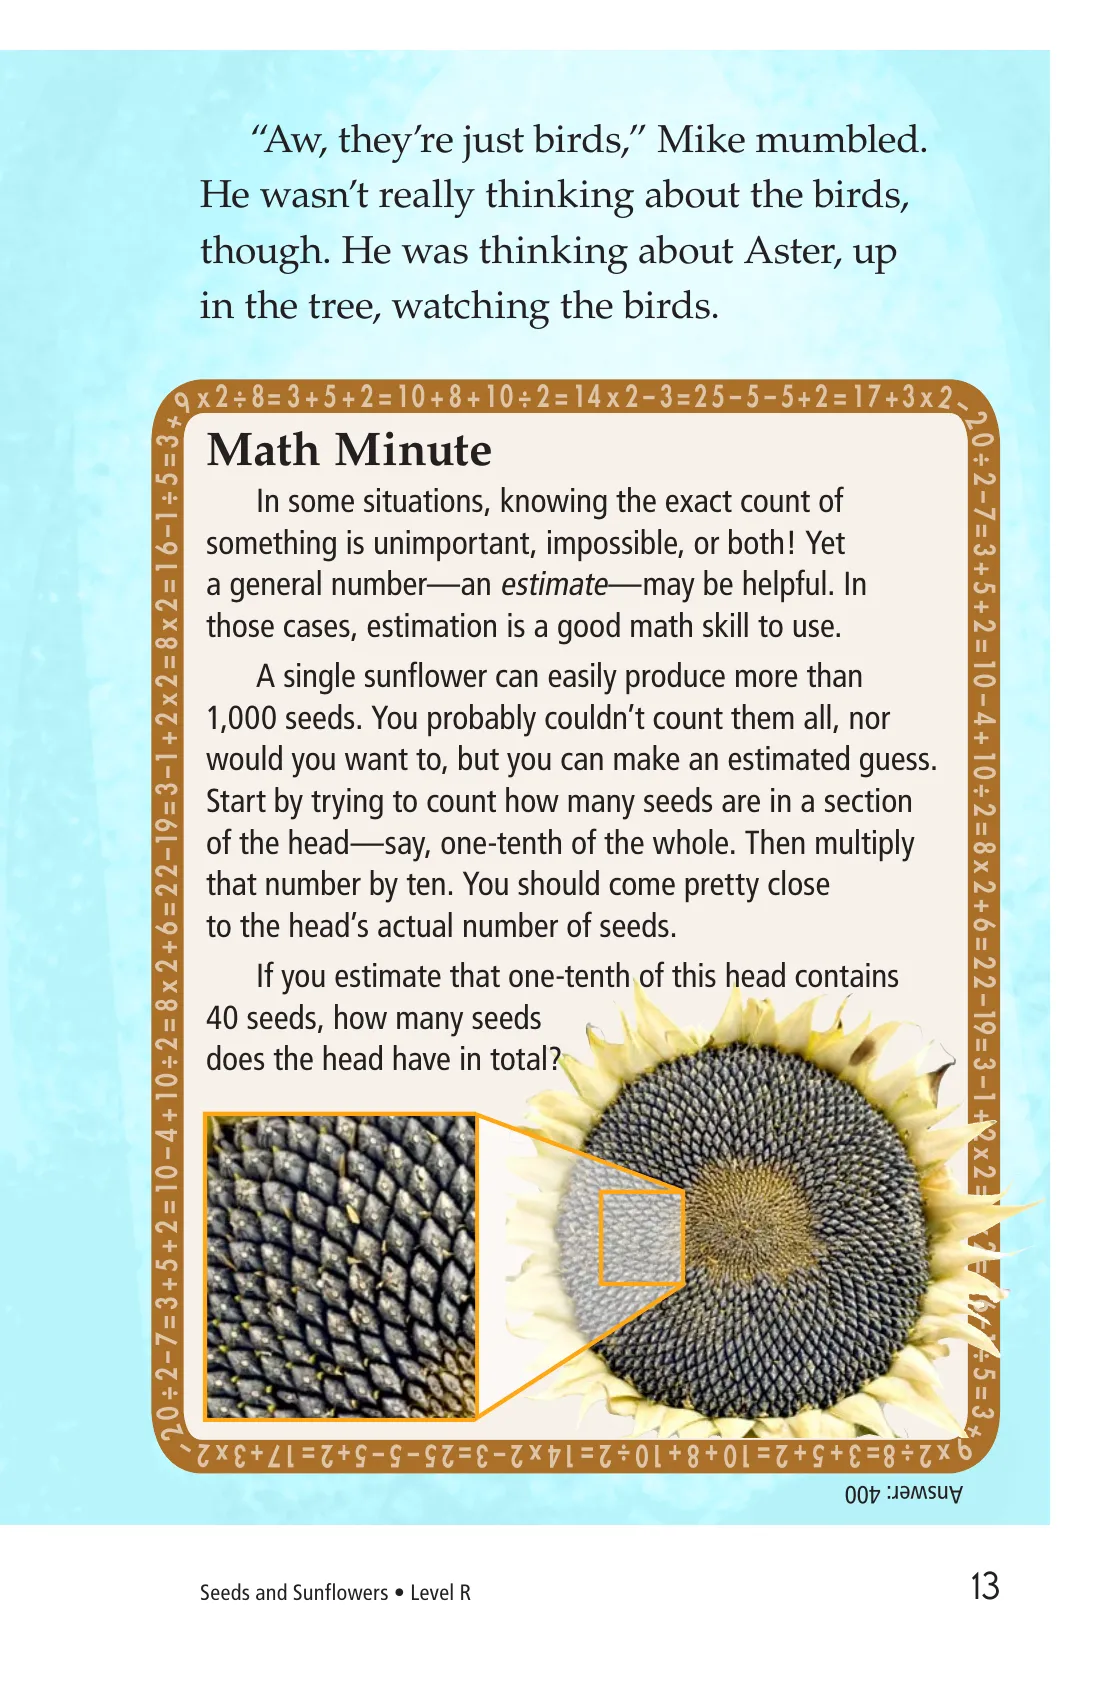 “Aw, they’re just birds,” Mike mumbled.
He wasn’t really thinking about the birds,
though. He was thinking about Aster, up
in the tree, watching the birds.
9 x 2 ÷ 8 = 3 + 5 + 2 = 10 + 8 + 10 ÷ 2 = 14 x 2 – 3 = 25 – 5 – 5 + 2 = 17 + 3 x 2 –
20 ÷ 2 – 7 = 3 + 5 + 2 = 10 – 4 + 10 ÷ 2 = 8 x 2 + 6 = 22 – 19 = 3 – 1 + 2 x 2 =
÷ 5 = 3 +
20 ÷ 2 – 7 = 3 + 5 + 2 = 10 – 4 + 10 ÷ 2 = 8 x 2 + 6 = 22 – 19 = 3 – 1 + 2 x 2 = 8 x 2 = 16 – 1 ÷ 5 = 3 +
Math Minute
In some situations, knowing the exact count of
something is unimportant, impossible, or both! Yet
a general number—an estimate—may be helpful. In
those cases, estimation is a good math skill to use.
A single sunflower can easily produce more than
1,000 seeds. You probably couldn’t count them all, nor
would you want to, but you can make an estimated guess.
Start by trying to count how many seeds are in a section
of the head—say, one-tenth of the whole. Then multiply
that number by ten. You should come pretty close
to the head’s actual number of seeds.
If you estimate that one-tenth of this head contains
40 seeds, how many seeds
does the head have in total?
9 x 2 ÷ 8 = 3 + 5 + 2 = 10 + 8 + 10 ÷ 2 = 14 x 2 – 3 = 25 – 5 – 5 + 2 = 17 + 3 x 2 –
Answer: 400
Seeds and Sunflowers • Level R
13